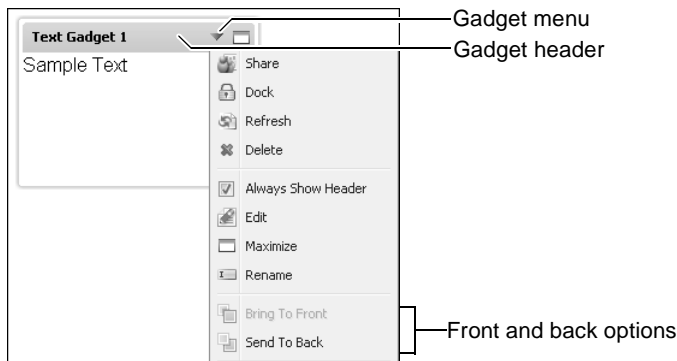 Gadget menu
Text Gadget 1
Gadget header
Sample Text
Share
Dock
Refresh
Delete
Always Show Header
Edit
Maximize
Rename
Bring To Front
Front and back options
Send To Back